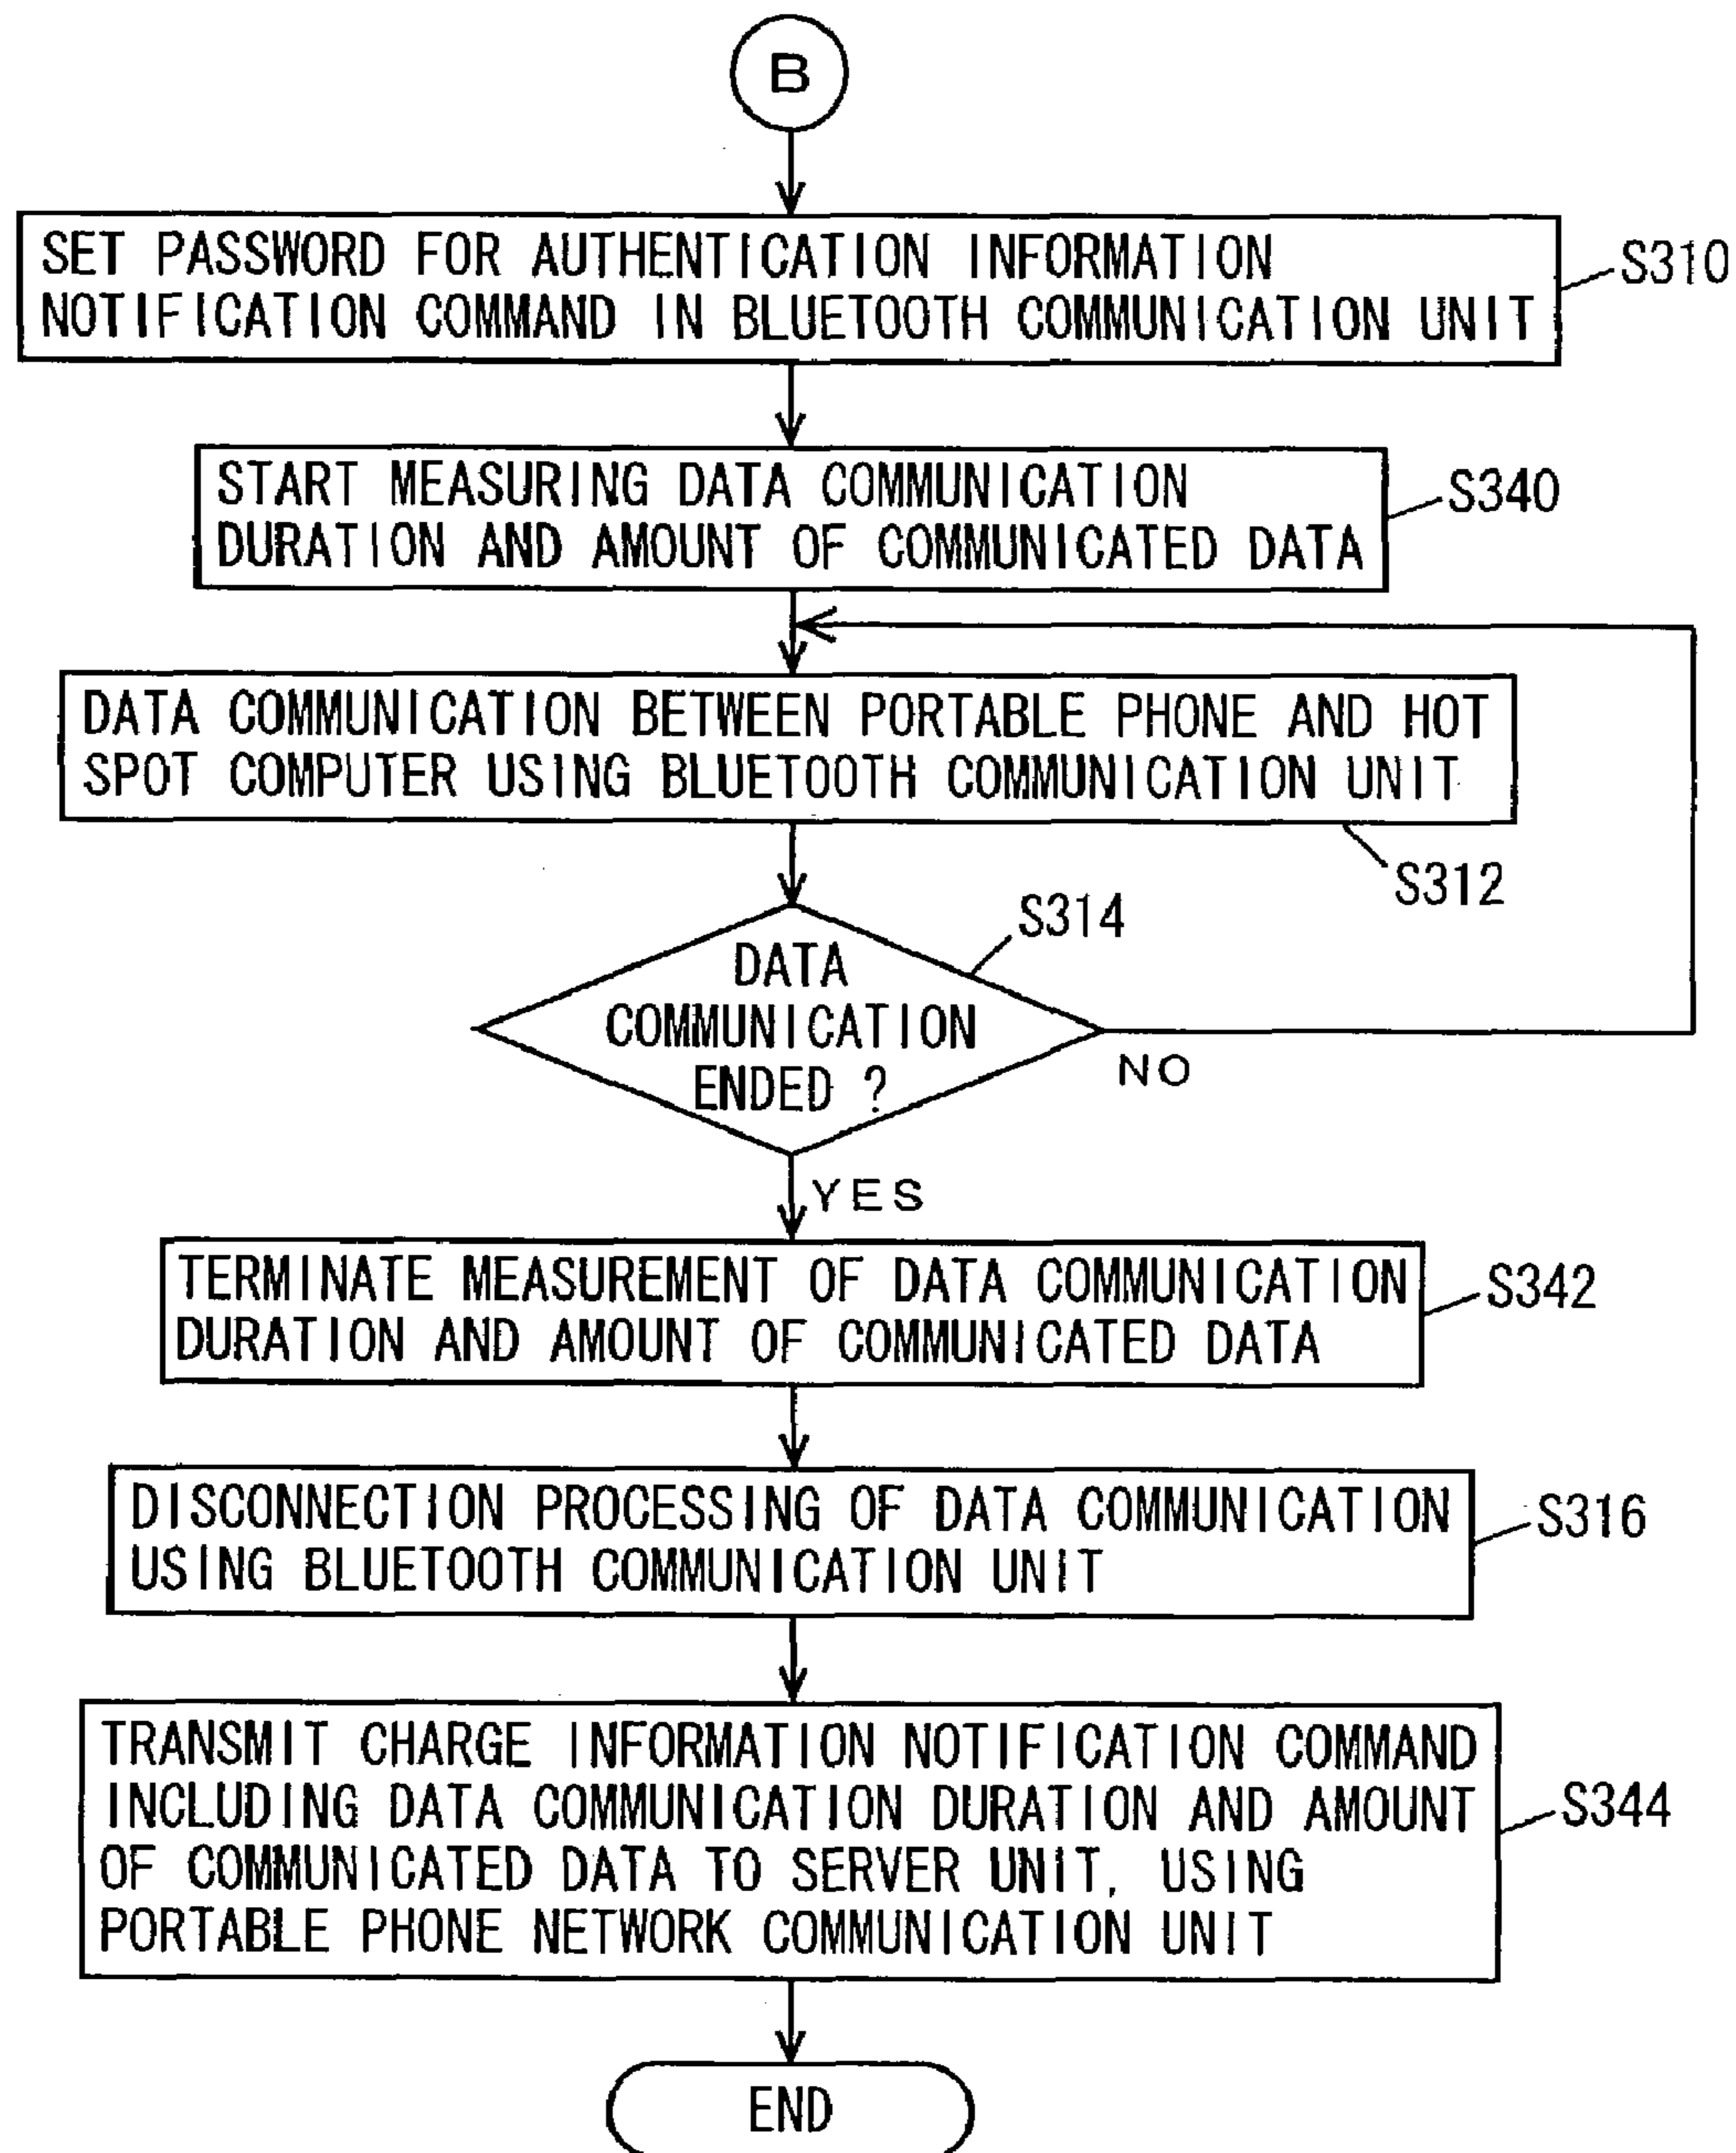 B
SET PASSWORD FOR AUTHENTICATION INFORMATION
NOTIFICATION COMMAND IN BLUETOOTH COMMUNICATION UNIT
S310
START MEASURING DATA COMMUNICATION
DURATION AND AMOUNT OF COMMUNICATED DATA
S340
DATA COMMUNICATION BETWEEN PORTABLE PHONE AND HOT
SPOT COMPUTER USING BLUETOOTH COMMUNICATION UNIT
S312
S314
DATA
COMMUNICATION
ENDED ?
NO
YES
TERMINATE MEASUREMENT OF DATA COMMUNICATION
DURATION AND AMOUNT OF COMMUNICATED DATA
S342
DISCONNECTION PROCESSING OF DATA COMMUNICATION
USING BLUETOOTH COMMUNICATION UNIT
S316
TRANSMIT CHARGE INFORMATION NOTIFICATION COMMAND
INCLUDING DATA COMMUNICATION DURATION AND AMOUNT
OF COMMUNICATED DATA TO SERVER UNIT, USING
PORTABLE PHONE NETWORK COMMUNICATION UNIT
S344
END